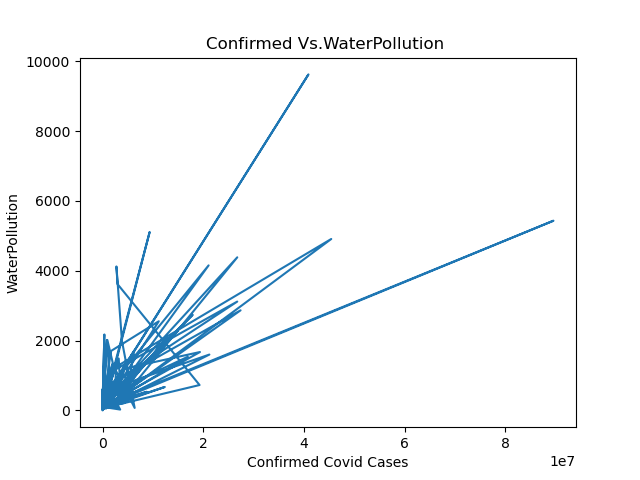 Confirmed Vs.WaterPollution
10000
8000
6000
4000
2000
0
WaterPollution
0 2 4 6 8
1e7
Confirmed Covid Cases